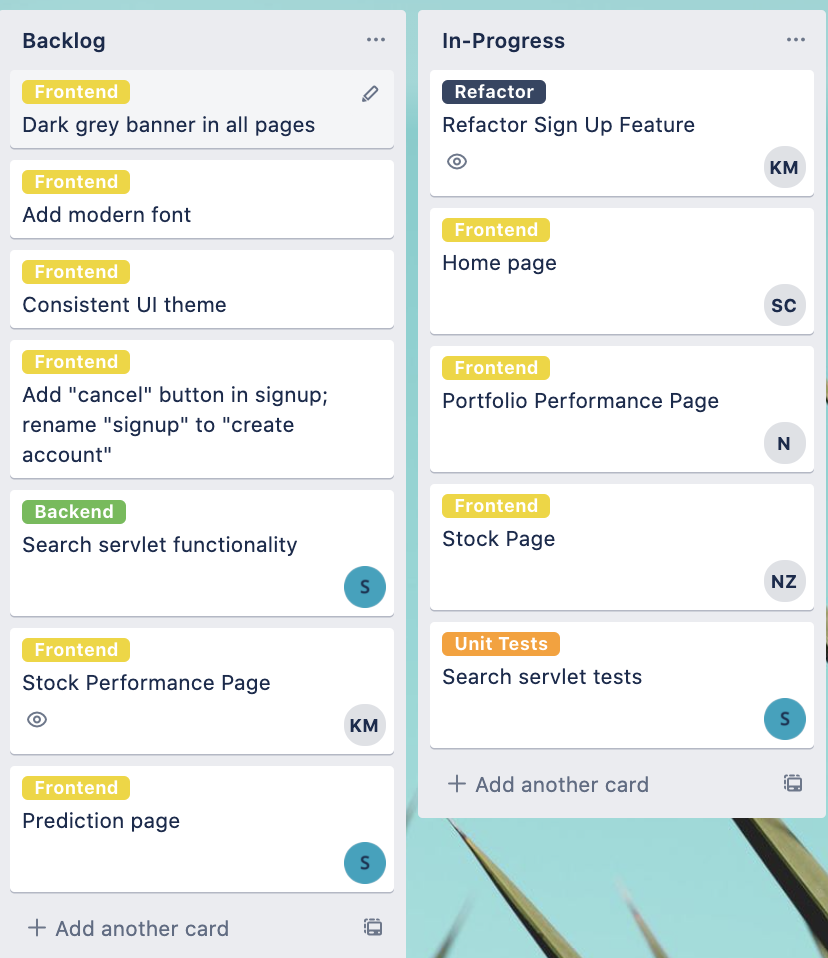 Backlog
Frontend
Dark grey banner in all pages
Frontend
Add modern font
Frontend
Consistent UI theme
Frontend
Add "cancel" button in signup;
rename "signup" to "create
account"
Backend
Search servlet functionality
S
Frontend
Stock Performance Page
KM
Frontend
Prediction page
S
Add another card
In-Progress
Refactor
Refactor Sign Up Feature
KM
Frontend
Home page
SC
Frontend
Portfolio Performance Page
N
Frontend
Stock Page
NZ
Unit Tests
Search servlet tests
S
Add another card